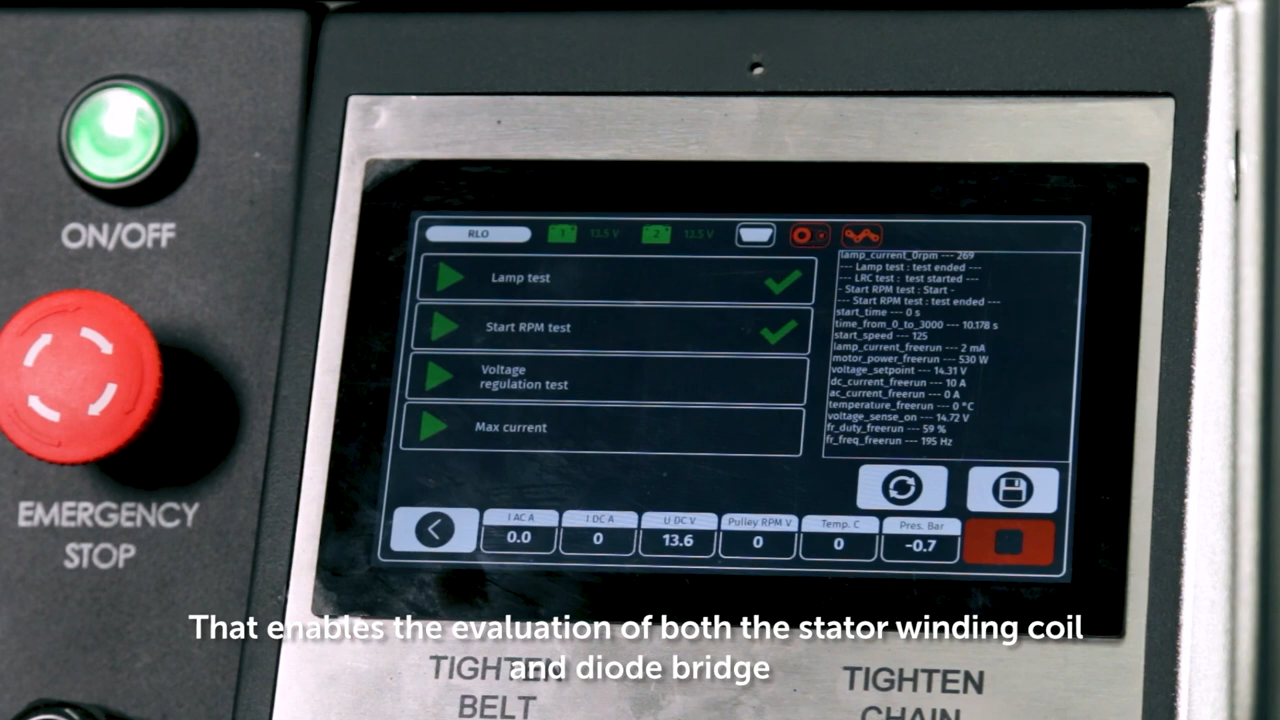 ON/OFF
EMERGENCY
STOP
RLO
1
13.5 V
2
13.5 V
Lamp test
Start RPM test
Voltage
regulation test
Max current
lamp_current_0rpm --- 269
--- Lamp test : test ended ---
--- LRC test :  test started ---
- Start RPM test : Start -
--- Start RPM test : test ended ---
start_time --- 0 s
time_from_0_to_3000 --- 10.178 s
start_speed --- 125
lamp_current_freerun --- 2 mA
motor_power_freerun --- 530 W
voltage_setpoint --- 14.31 V
dc_current_freerun --- 10 A
ac_current_freerun --- 0 A
temperature_freerun --- 0 °C
voltage_sense_on --- 14.72 V
fr_duty_freerun --- 59 %
fr_freq_freerun --- 195 Hz
I AC A
0.0
I DC A
0
U DC V
13.6
Pulley RPM V
0
Temp. C
0
Pres. Bar
-0.7
That enables the evaluation of both the stator winding coil
and diode bridge
TIGHTEN
BELT
TIGHTEN
CHAIN